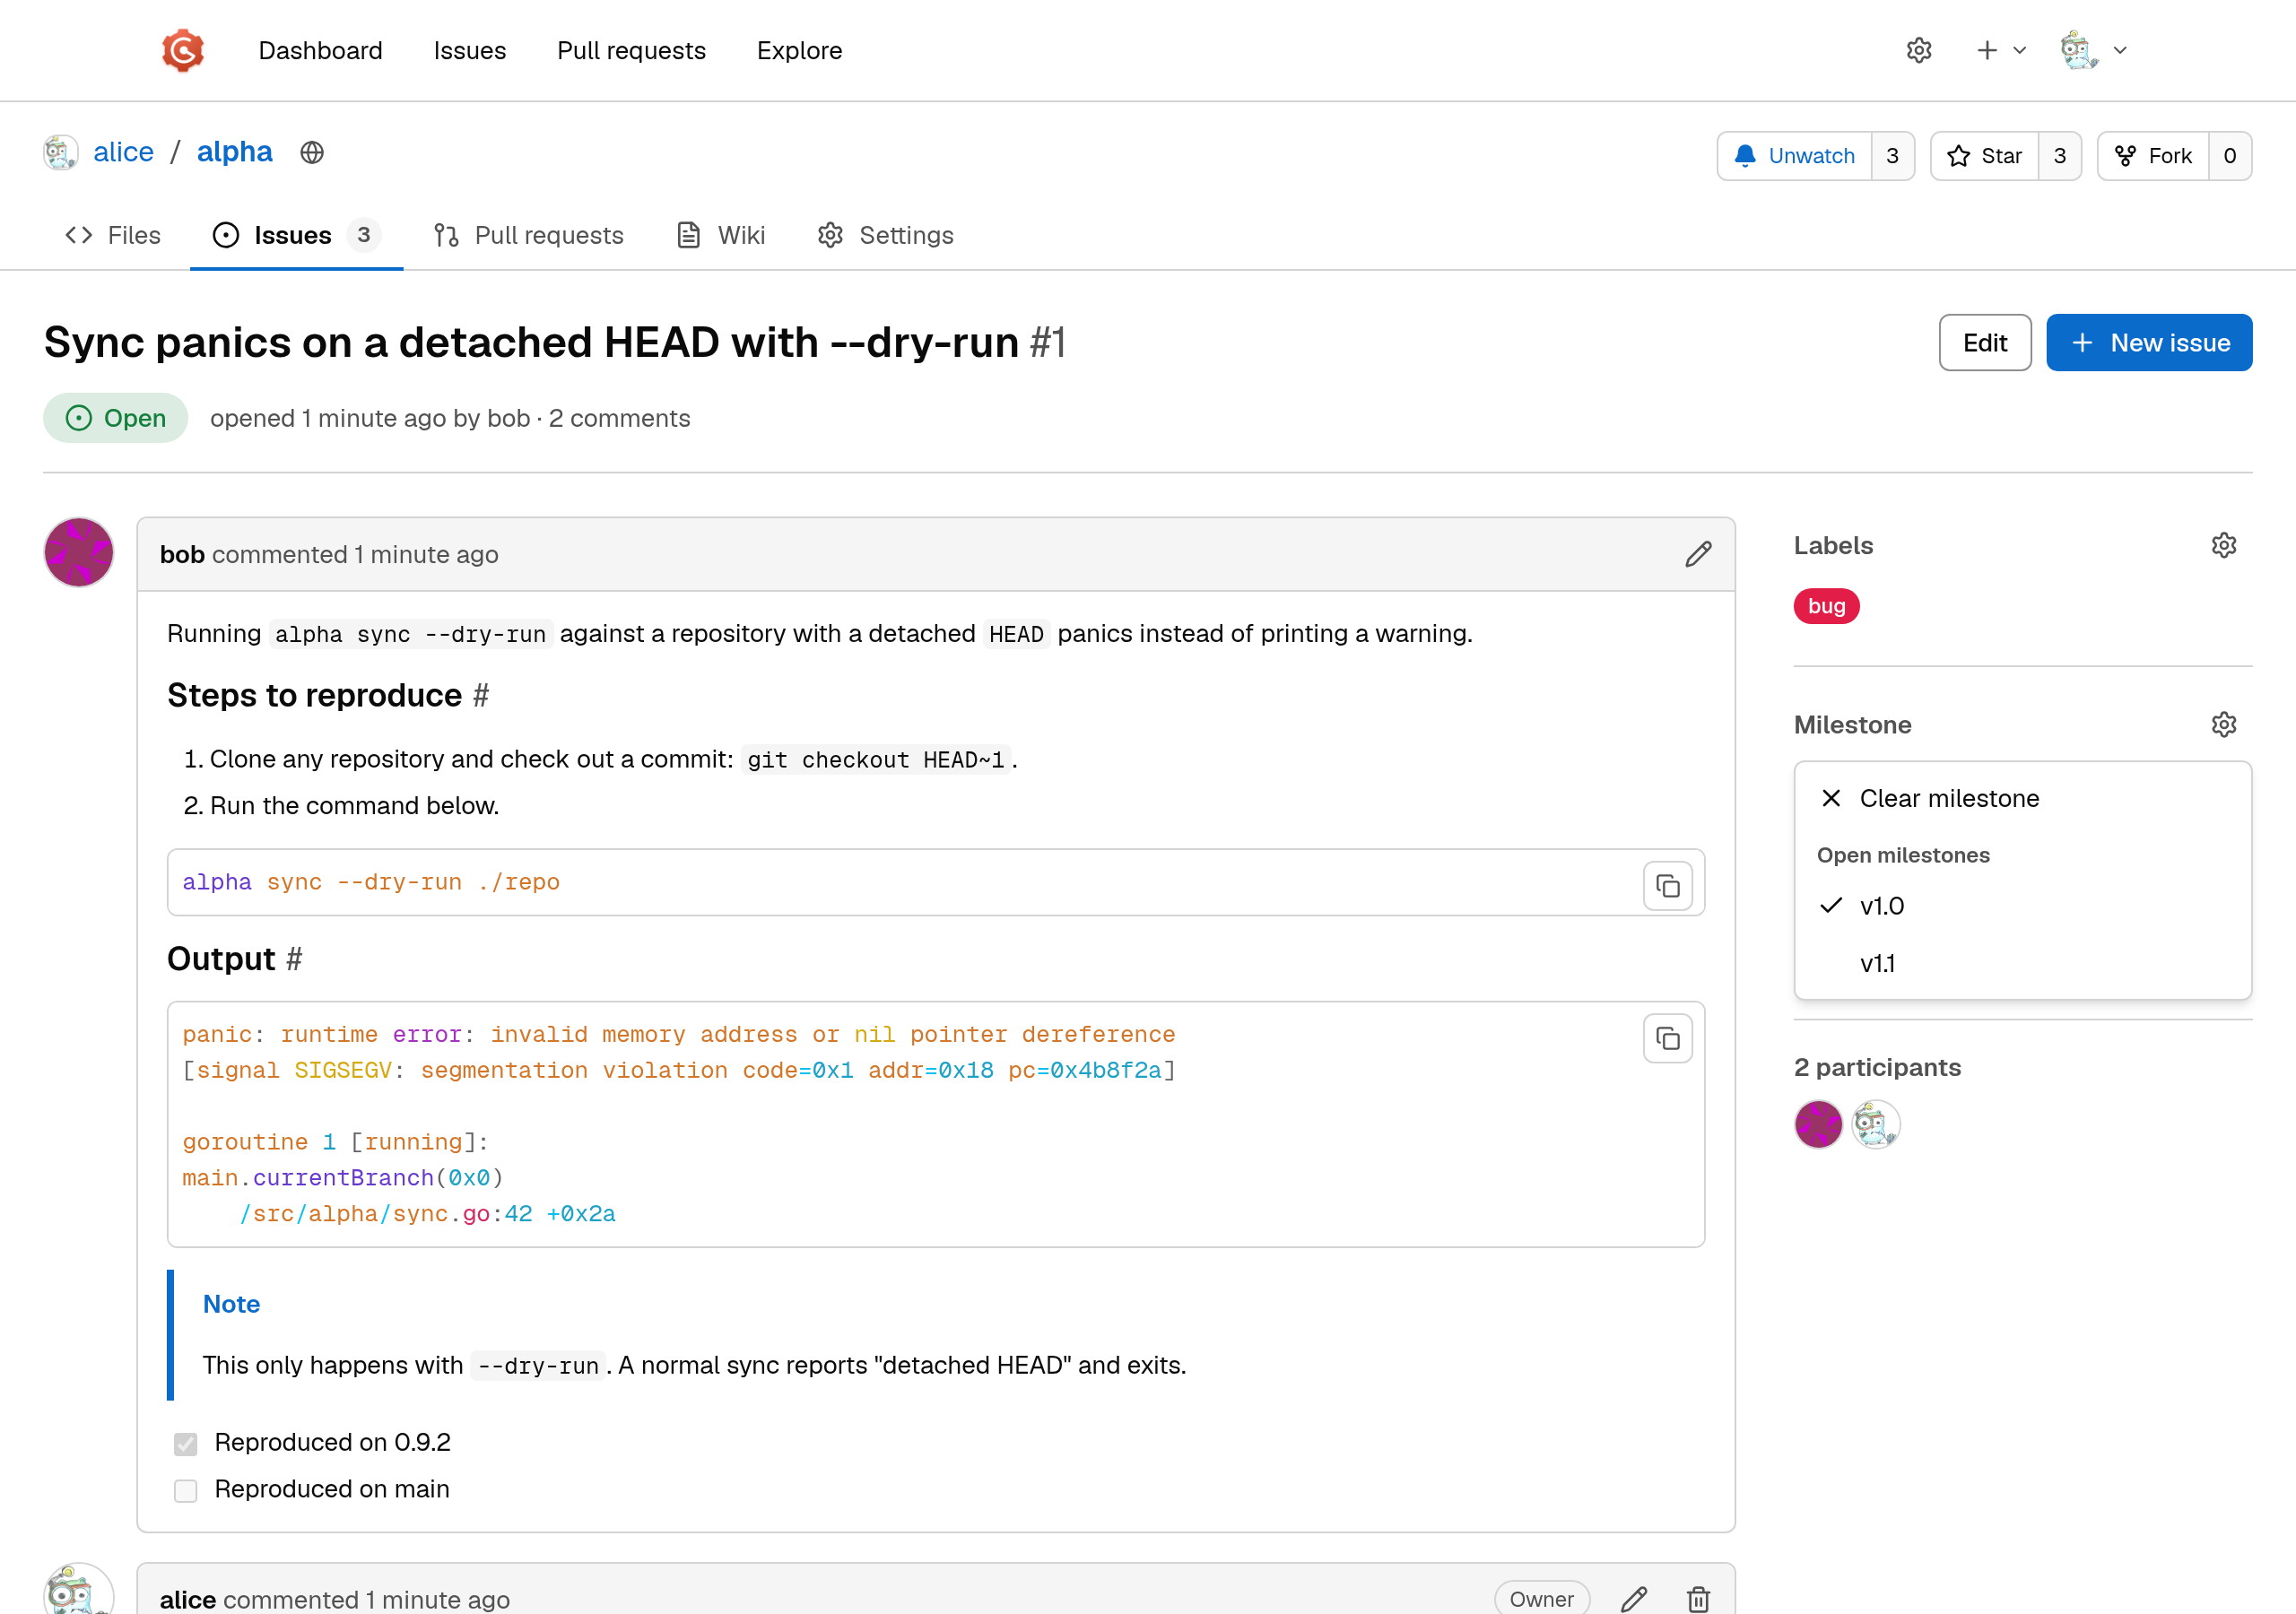 Dashboard Issues Pull requests Explore
alice / alpha
Unwatch 3 Star 3 Fork 0
Files Issues 3 Pull requests Wiki Settings
Sync panics on a detached HEAD with --dry-run #1
Edit New issue
Open opened 1 minute ago by bob · 2 comments
bob commented 1 minute ago
Running alpha sync --dry-run against a repository with a detached HEAD panics instead of printing a warning.
Steps to reproduce #
1. Clone any repository and check out a commit: git checkout HEAD~1.
2. Run the command below.
alpha sync --dry-run ./repo
Output #
panic: runtime error: invalid memory address or nil pointer dereference
[signal SIGSEGV: segmentation violation code=0x1 addr=0x18 pc=0x4b8f2a]
goroutine 1 [running]:
main.currentBranch(0x0)
/src/alpha/sync.go:42 +0x2a
Note
This only happens with --dry-run. A normal sync reports "detached HEAD" and exits.
Reproduced on 0.9.2
Reproduced on main
alice commented 1 minute ago
Owner
Labels
bug
Milestone
Clear milestone
Open milestones
v1.0
v1.1
2 participants